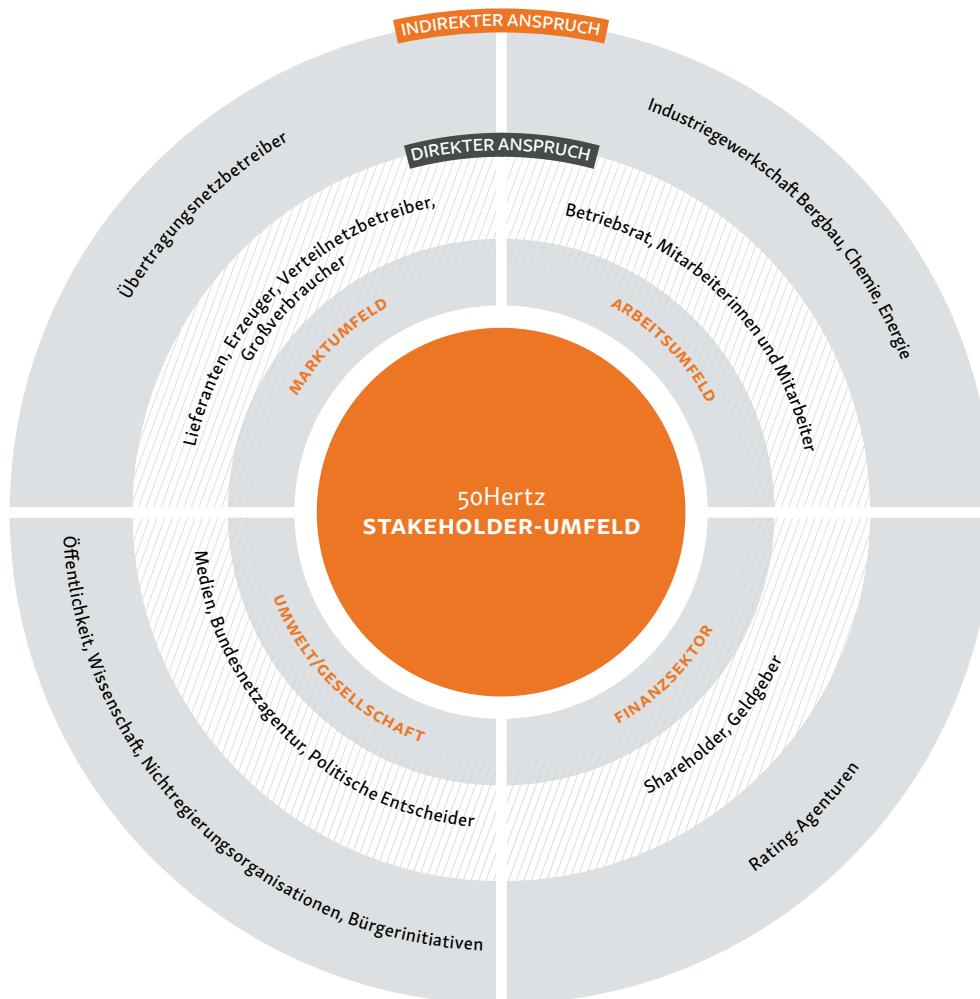 INDIREKTER ANSPRUCH
DIREKTER ANSPRUCH
Übertragungsnetzbetreiber
Lieferanten, Erzeuger, Verteilnetzbetreiber,
Großverbraucher
MARKTUMFELD
Industriegewerkschaft Bergbau, Chemie, Energie
Betriebsrat, Mitarbeiterinnen und Mitarbeiter
ARBEITSUMFELD
50Hertz
STAKEHOLDER-UMFELD
UMWELT/GESELLSCHAFT
Medien, Bundesnetzagentur, Politische Entscheider
Öffentlichkeit, Wissenschaft, Nichtregierungsorganisationen, Bürgerinitiativen
FINANZSEKTOR
Shareholder, Geldgeber
Rating-Agenturen